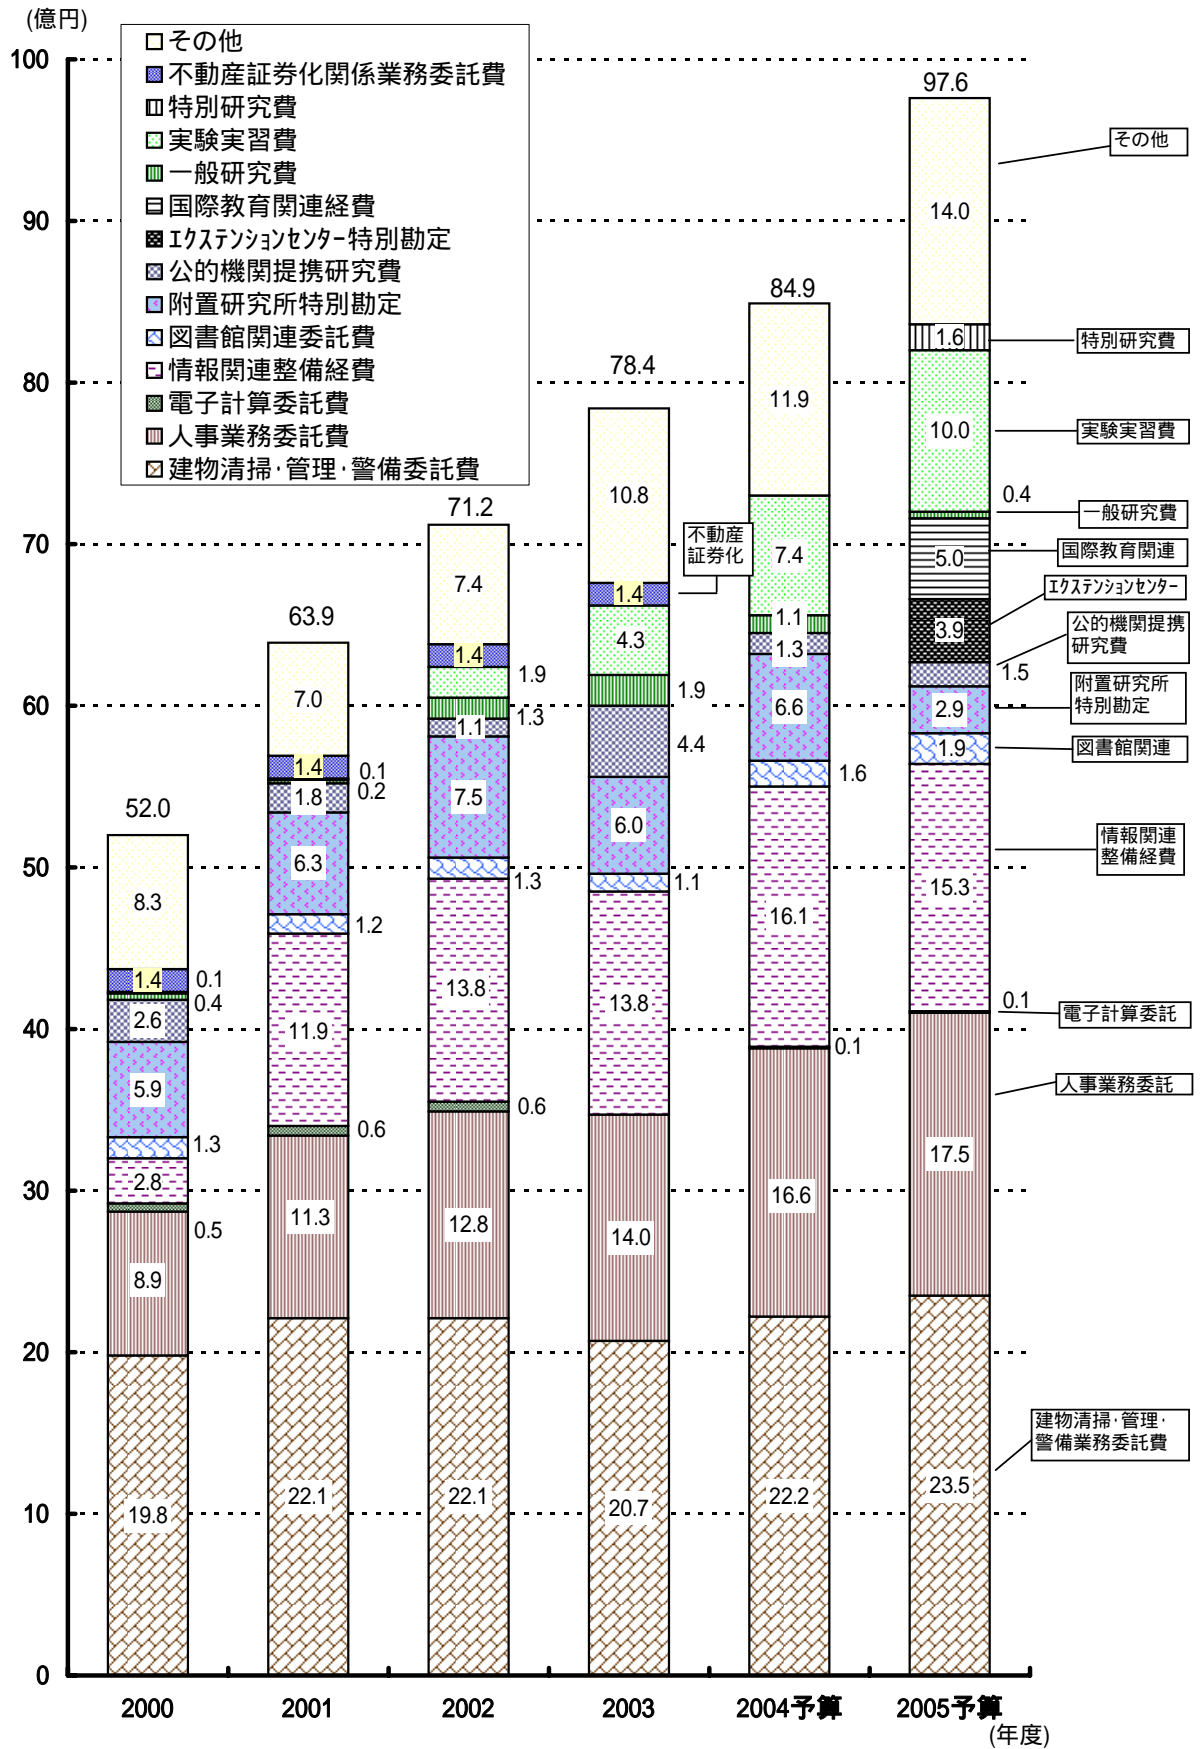 (億円)
その他
不動産証券化関係業務委託費
特別研究費
実験実習費
一般研究費
国際教育関連経費
ｴｸｽﾃﾝｼｮﾝｾﾝﾀｰ特別勘定
公的機関提携研究費
附置研究所特別勘定
図書館関連委託費
情報関連整備経費
電子計算委託費
人事業務委託費
建物清掃･管理･警備委託費
100
90
80
70
60
50
40
30
20
10
0
52.0
8.3
1.4
0.1
0.4
2.6
5.9
1.3
2.8
0.5
8.9
19.8
2000
63.9
7.0
1.4
0.1
0.2
1.8
6.3
1.2
11.9
0.6
11.3
22.1
2001
71.2
7.4
1.4
1.9
1.3
1.1
7.5
1.3
13.8
0.6
12.8
22.1
2002
78.4
10.8
1.4
4.3
1.9
4.4
6.0
1.1
13.8
14.0
20.7
2003
不動産
証券化
84.9
11.9
7.4
1.1
1.3
6.6
1.6
16.1
0.1
16.6
22.2
2004予算
97.6
14.0
1.6
10.0
0.4
5.0
3.9
1.5
2.9
1.9
15.3
0.1
17.5
23.5
2005予算
その他
特別研究費
実験実習費
一般研究費
国際教育関連
ｴｸｽﾃﾝｼｮﾝｾﾝﾀｰ
公的機関提携
研究費
附置研究所
特別勘定
図書館関連
情報関連
整備経費
電子計算委託
人事業務委託
建物清掃･管理･
警備業務委託費
(年度)